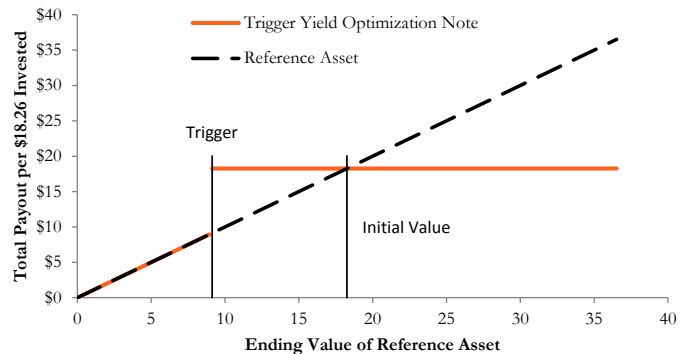 Trigger Yield Optimization Note
Reference Asset
Total Payout per $18.26 Invested
$40
$35
$30
$25
$20
$15
$10
$5
$0
Trigger
Initial Value
0 5 10 15 20 25 30 35 40
Ending Value of Reference Asset